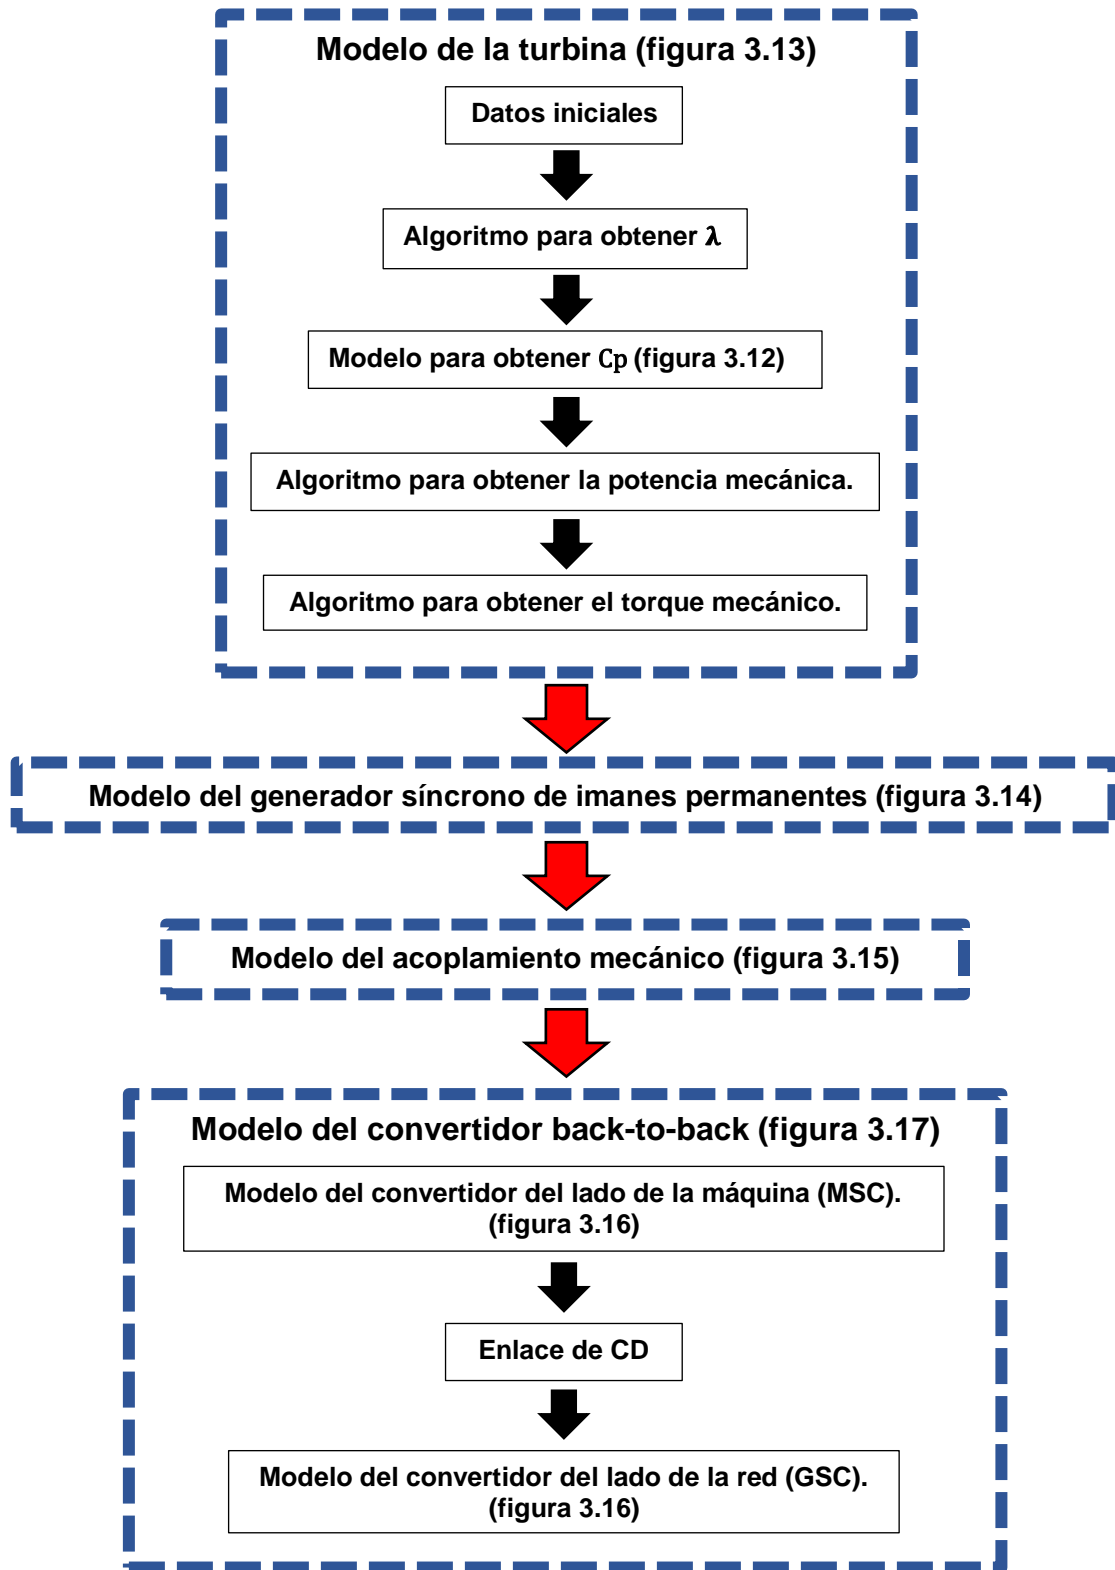 Modelo de la turbina (figura 3.13)
Datos iniciales
Algoritmo para obtener λ
Modelo para obtener Cp (figura 3.12)
Algoritmo para obtener la potencia mecánica.
Algoritmo para obtener el torque mecánico.
Modelo del generador síncrono de imanes permanentes (figura 3.14)
Modelo del acoplamiento mecánico (figura 3.15)
Modelo del convertidor back-to-back (figura 3.17)
Modelo del convertidor del lado de la máquina (MSC).
(figura 3.16)
Enlace de CD
Modelo del convertidor del lado de la red (GSC).
(figura 3.16)